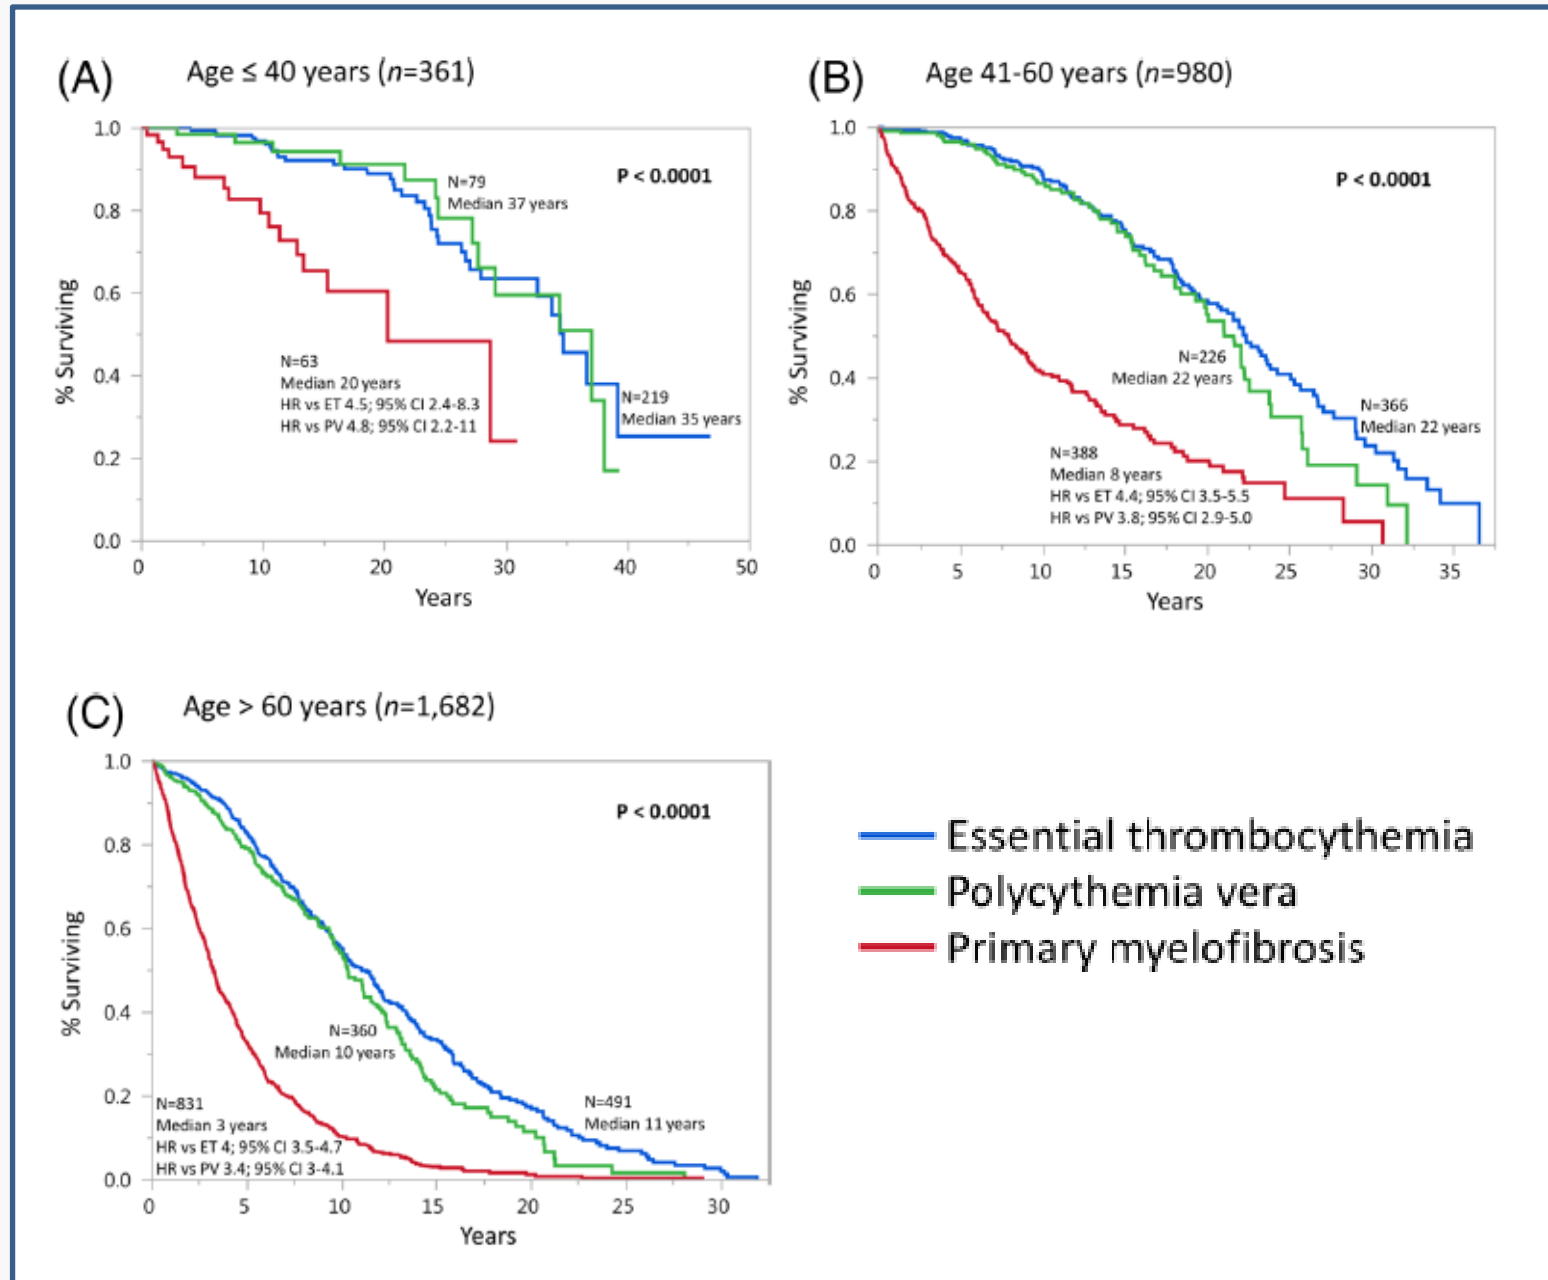 (A)
Age ≤ 40 years (n=361)
1.0
0.8
0.6
0.4
0.2
0.0
% Surviving
N=79
Median 37 years
P < 0.0001
N=63
Median 20 years
HR vs ET 4.5; 95% CI 2.4-8.3
HR vs PV 4.8; 95% CI 2.2-11
N=219
Median 35 years
0 10 20 30 40 50
Years
(B)
Age 41-60 years (n=980)
1.0
0.8
0.6
0.4
0.2
0.0
% Surviving
P < 0.0001
N=226
Median 22 years
N=366
Median 22 years
N=388
Median 8 years
HR vs ET 4.4; 95% CI 3.5-5.5
HR vs PV 3.8; 95% CI 2.9-5.0
0 5 10 15 20 25 30 35
Years
(C)
Age > 60 years (n=1,682)
1.0
0.8
0.6
0.4
0.2
0.0
% Surviving
P < 0.0001
N=360
Median 10 years
N=491
Median 11 years
N=831
Median 3 years
HR vs ET 4; 95% CI 3.5-4.7
HR vs PV 3.4; 95% CI 3-4.1
0 5 10 15 20 25 30
Years
Essential thrombocythemia
Polycythemia vera
Primary myelofibrosis